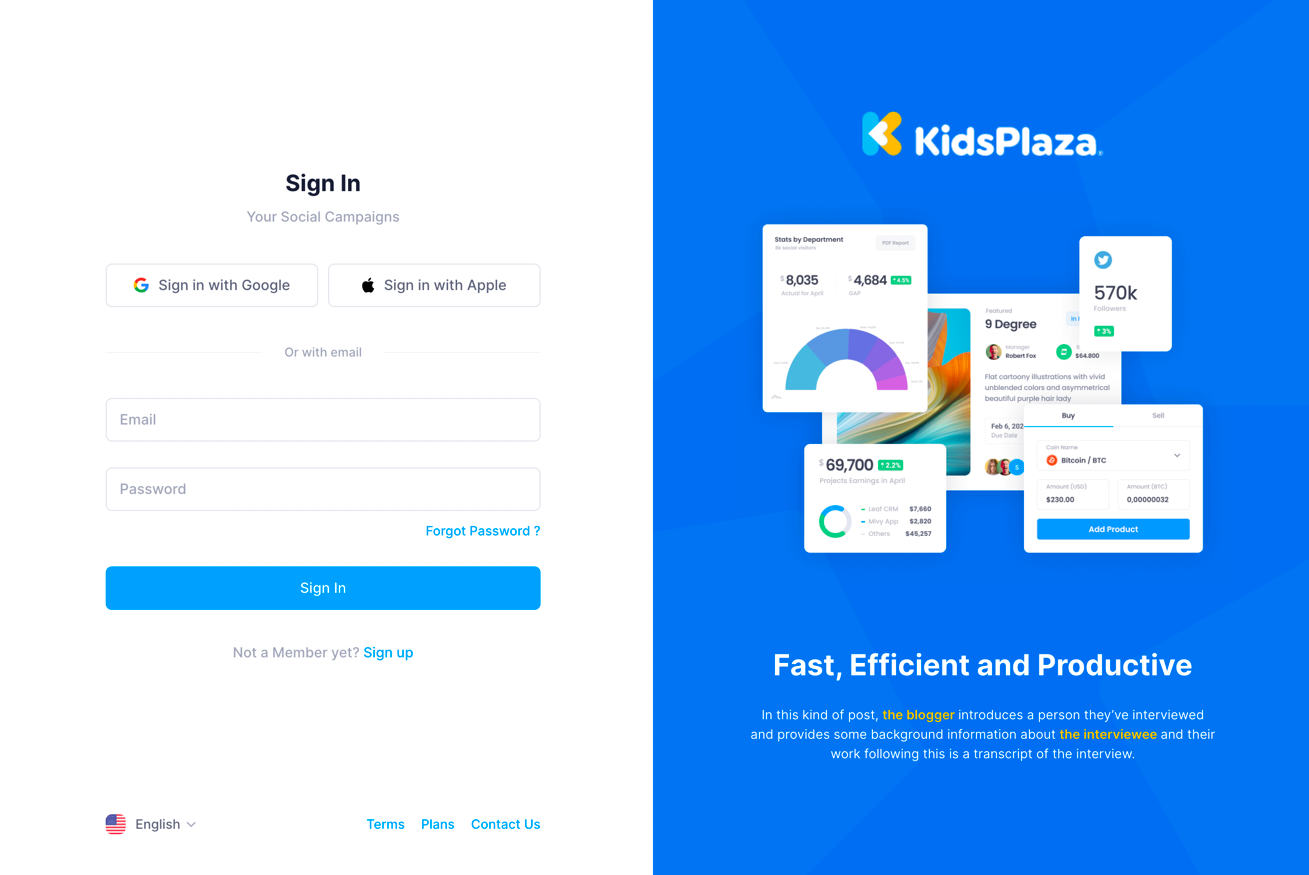 Sign In
Your Social Campaigns
Sign in with Google
Sign in with Apple
Or with email
Email
Password
Forgot Password ?
Sign In
Not a Member yet? Sign up
English
Terms
Plans
Contact Us
KidsPlaza
Stats by Department
8k social visitors
PDF Report
$8,035
Actual for April
$4,684
4.5%
GAP
570k
Followers
3%
Featured
9 Degree
In
Manager
Robert Fox
$64.800
Flat cartoony illustrations with vivid
unblended colors and asymmetrical
beautiful purple hair lady
Feb 6, 202
Due Date
S
$69,700
2.2%
Projects Earnings in April
Leaf CRM $7,660
Mivy App $2,820
Others $45,257
Buy
Sell
Coin Name
Bitcoin / BTC
Amount (USD)
$230.00
Amount (BTC)
0,00000032
Add Product
Fast, Efficient and Productive
In this kind of post, the blogger introduces a person they’ve interviewed
and provides some background information about the interviewee and their
work following this is a transcript of the interview.